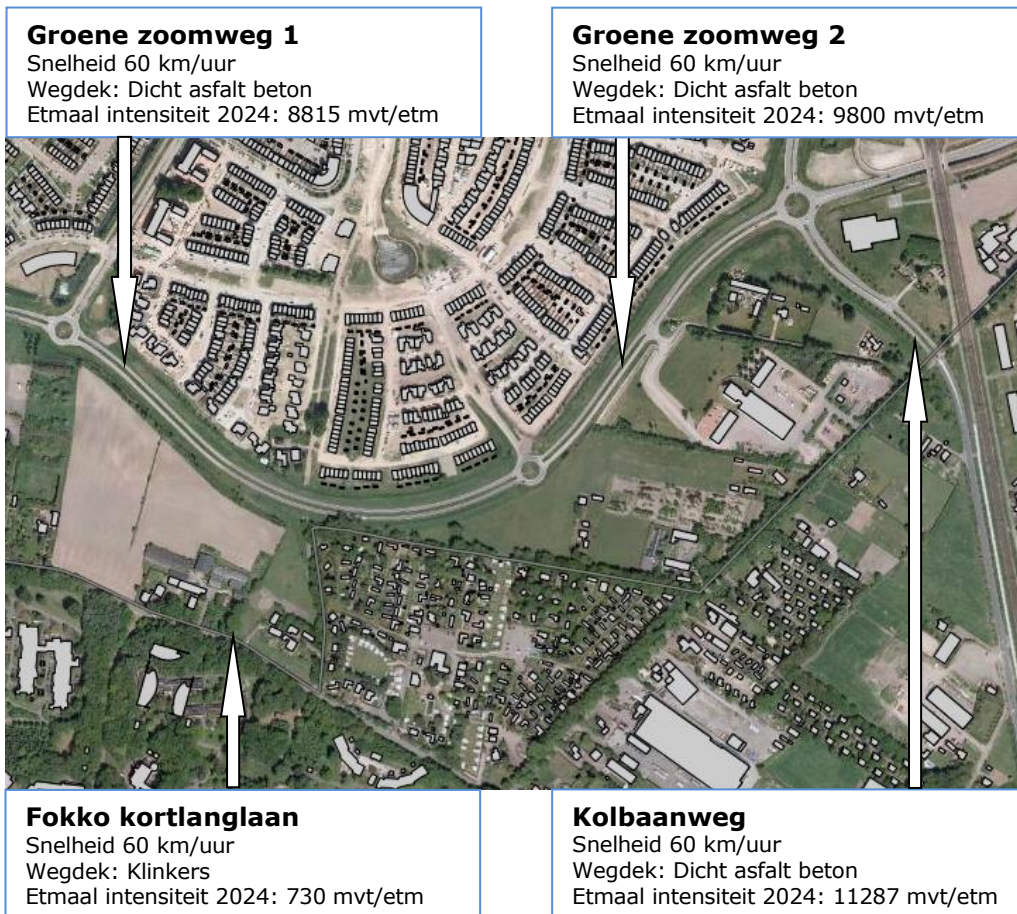 Groene zoomweg 1
Snelheid 60 km/uur
Wegdek: Dicht asfalt beton
Etmaal intensiteit 2024: 8815 mvt/etm
Groene zoomweg 2
Snelheid 60 km/uur
Wegdek: Dicht asfalt beton
Etmaal intensiteit 2024: 9800 mvt/etm
Fokko kortlanglaan
Snelheid 60 km/uur
Wegdek: Klinkers
Etmaal intensiteit 2024: 730 mvt/etm
Kolbaanweg
Snelheid 60 km/uur
Wegdek: Dicht asfalt beton
Etmaal intensiteit 2024: 11287 mvt/etm